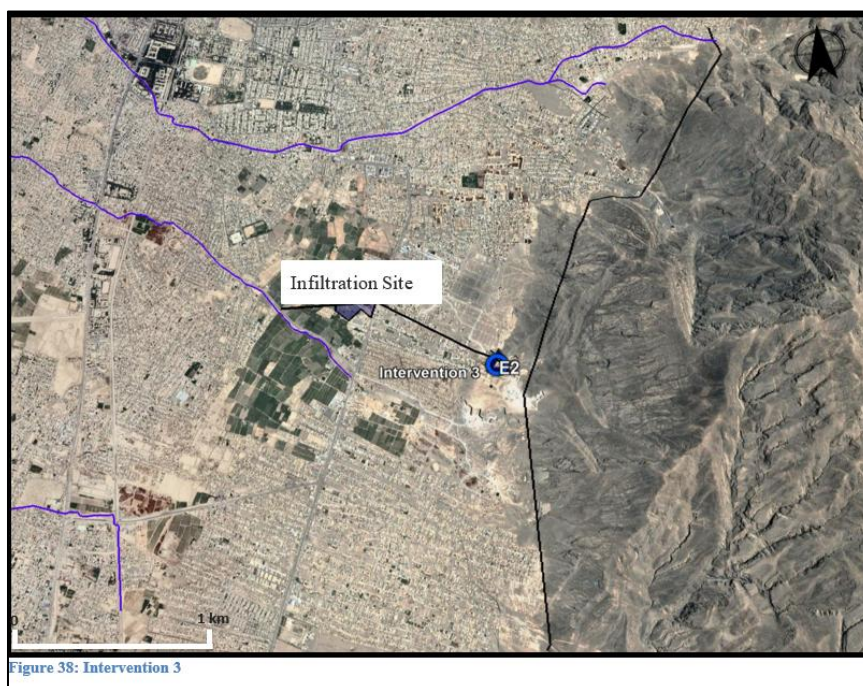 Infiltration Site
Intervention 3
E2
0
1 km
Figure 38: Intervention 3